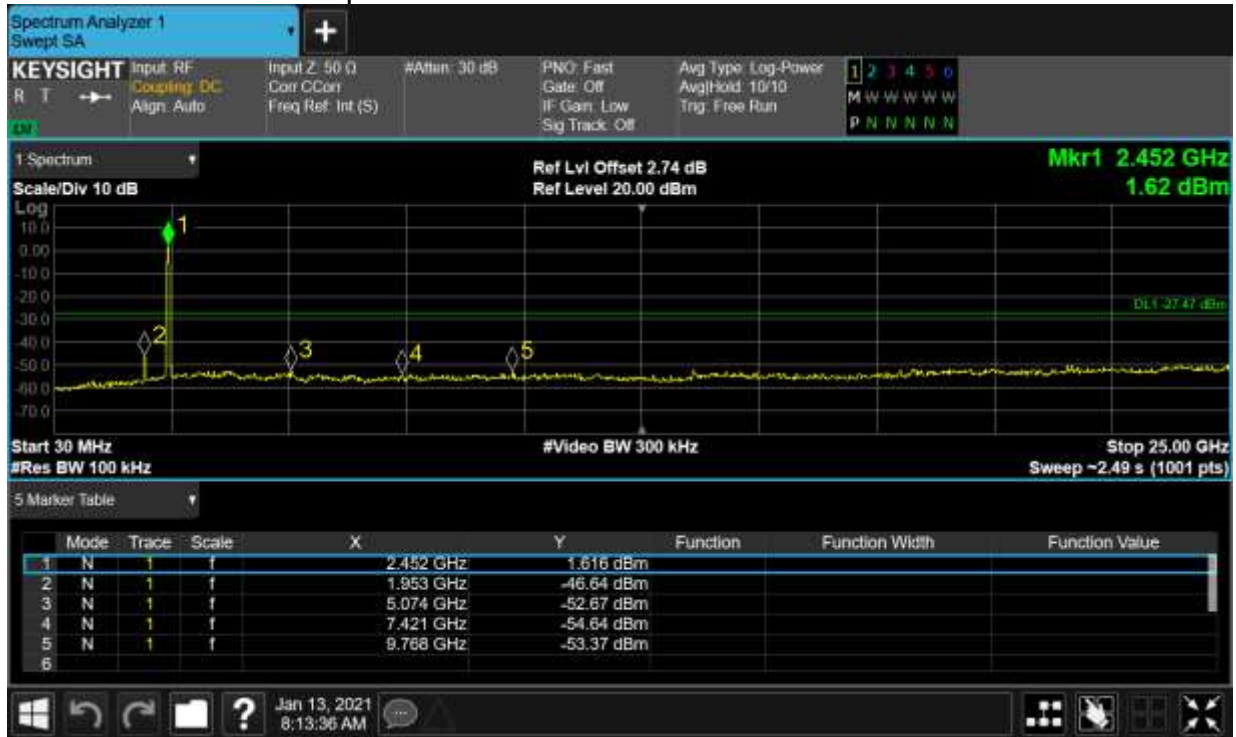 Spectrum Analyzer 1
Swept SA
+
KEYSIGHT Input: RF Input Z: 50 Ω #Atten: 30 dB PNO: Fast Avg Type: Log-Power 1 2 3 4 5 6
R T Coupling: DC Corr CCorr Gate: Off Avg|Hold: 10/10 M W W W W W
Align: Auto Freq Ref: Int (S) IF Gain: Low Trig: Free Run
Sig Track: Off P N N N N N
1 Spectrum Ref Lvl Offset 2.74 dB Mkr1 2.452 GHz
Scale/Div 10 dB Ref Level 20.00 dBm 1.62 dBm
Log
10.0 1
0.00
-10.0
-20.0
DL1 -27.47 dBm
-30.0
-40.0 2
-50.0 3 4 5
-60.0
-70.0
Start 30 MHz #Video BW 300 kHz Stop 25.00 GHz
#Res BW 100 kHz Sweep ~2.49 s (1001 pts)
5 Marker Table
Mode Trace Scale X Y Function Function Width Function Value
1 N 1 f 2.452 GHz 1.616 dBm
2 N 1 f 1.953 GHz -46.64 dBm
3 N 1 f 5.074 GHz -52.67 dBm
4 N 1 f 7.421 GHz -54.64 dBm
5 N 1 f 9.768 GHz -53.37 dBm
6
? Jan 13, 2021
8:13:36 AM